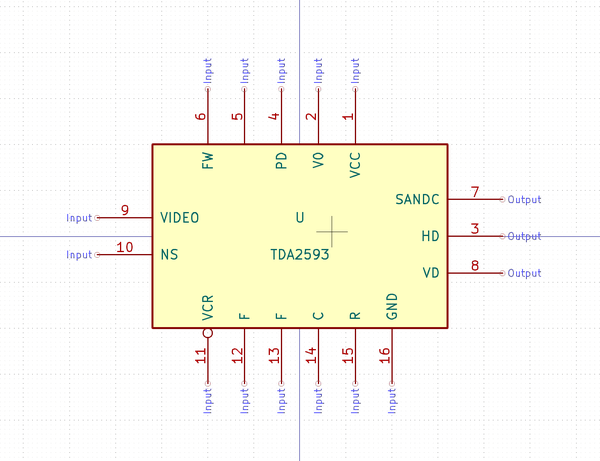 Input Input Input Input Input
6 5 4 2 1
FW PD VO VCC
SANDC 7 Output
Input 9 VIDEO U
HD 3 Output
Input 10 NS TDA2593
VD 8 Output
VCR F F C R GND
11 12 13 14 15 16
Input Input Input Input Input Input